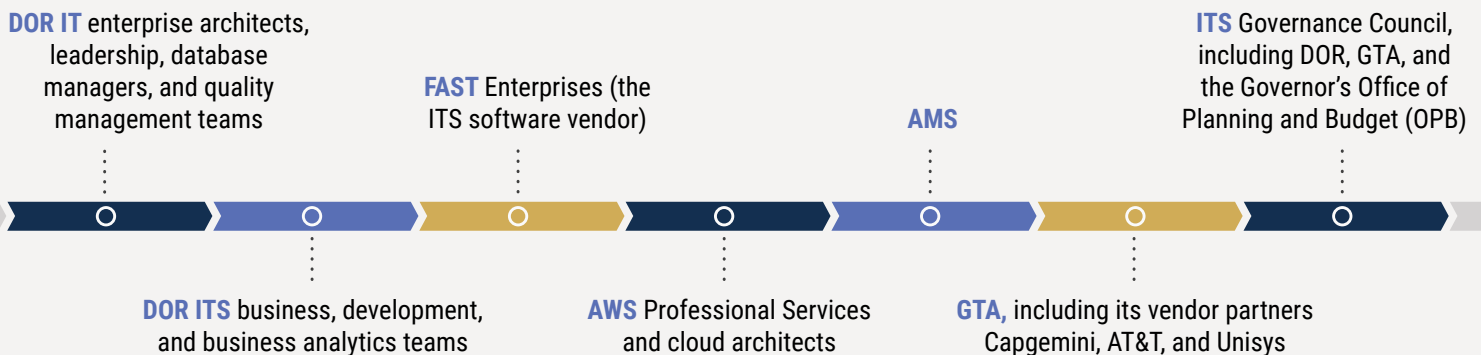 DOR IT enterprise architects,
leadership, database
managers, and quality
management teams
DOR ITS business, development,
and business analytics teams
FAST Enterprises (the
ITS software vendor)
AWS Professional Services
and cloud architects
AMS
GTA, including its vendor partners
Capgemini, AT&T, and Unisys
ITS Governance Council,
including DOR, GTA, and
the Governor’s Office of
Planning and Budget (OPB)